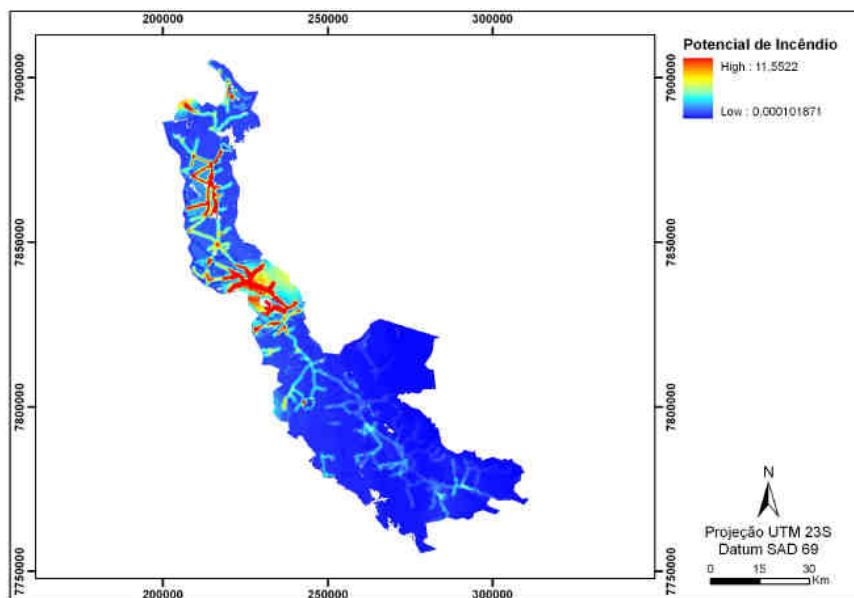 200000 250000 300000
Potencial de Incêndio
High : 11,5522
Low : 0,000101871
7900000 7900000
7850000 7850000
7800000 7800000
7750000 7750000
N
Projeção UTM 23S
Datum SAD 69
0 15 30
Km
200000 250000 300000